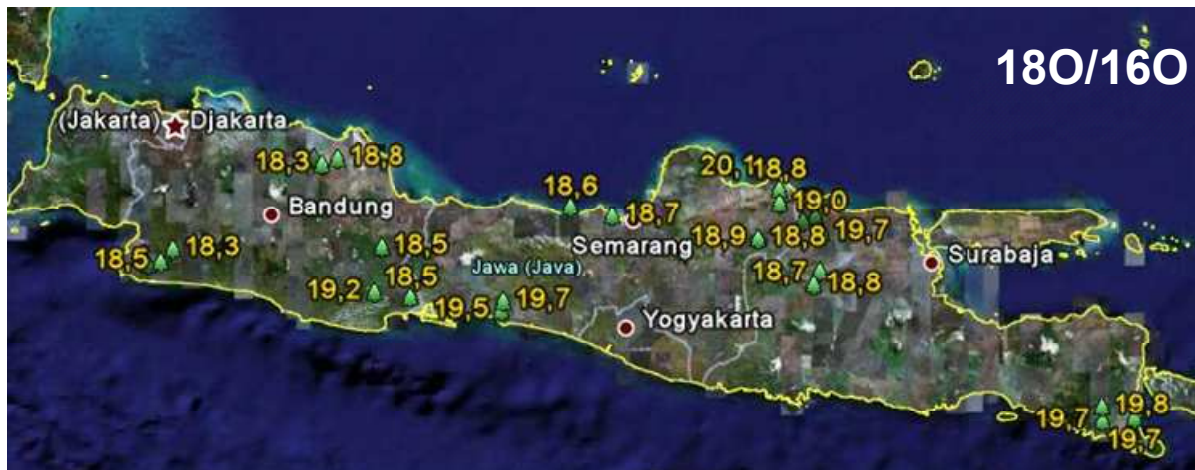 18O/16O
(Jakarta) Djakarta
18,3 18,8
20,1 18,8
18,6
19,0
Bandung
18,7
19,7
Semarang
18,9 18,8
18,5 18,3
18,5
Surabaja
Jawa (Java)
18,7
18,5
18,8
19,2
19,5 19,7
Yogyakarta
19,8
19,7
19,7